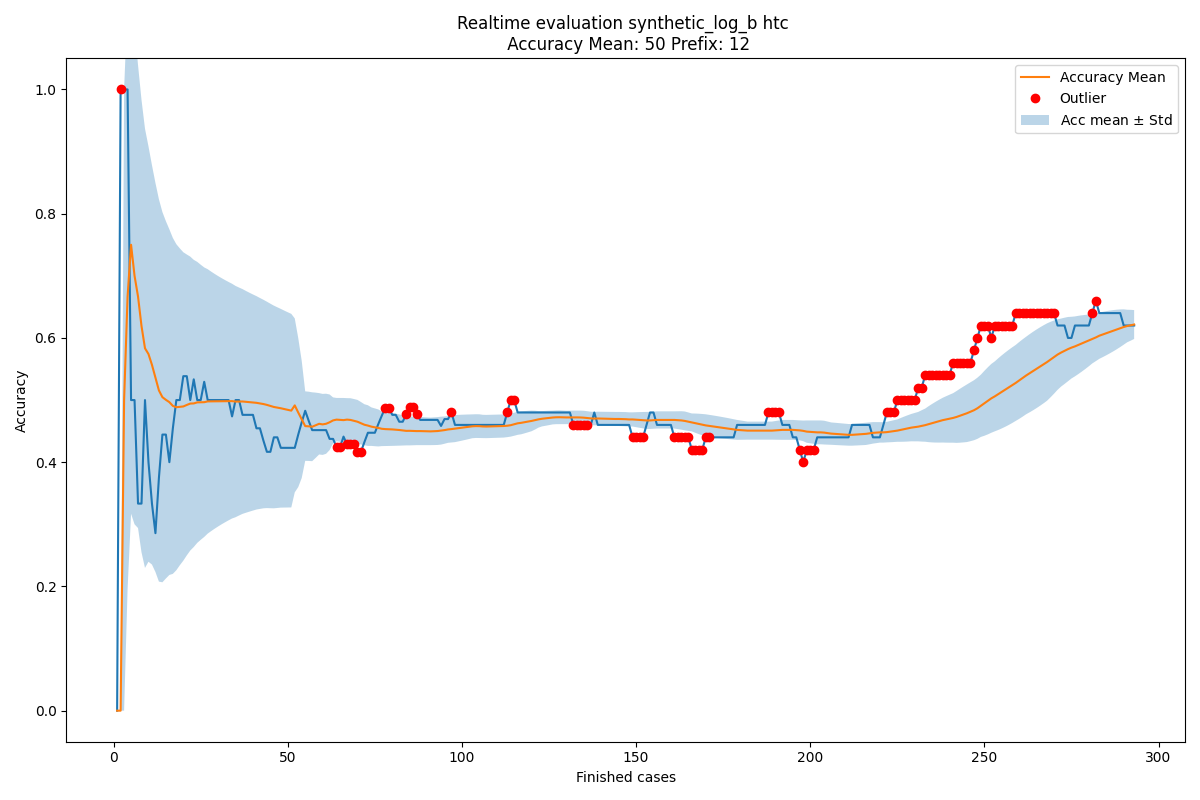 Realtime evaluation synthetic_log_b htc
Accuracy Mean: 50 Prefix: 12
Accuracy Mean
Outlier
Acc mean ± Std
1.0
0.8
0.6
0.4
0.2
0.0
Accuracy
0
50
100
150
200
250
300
Finished cases